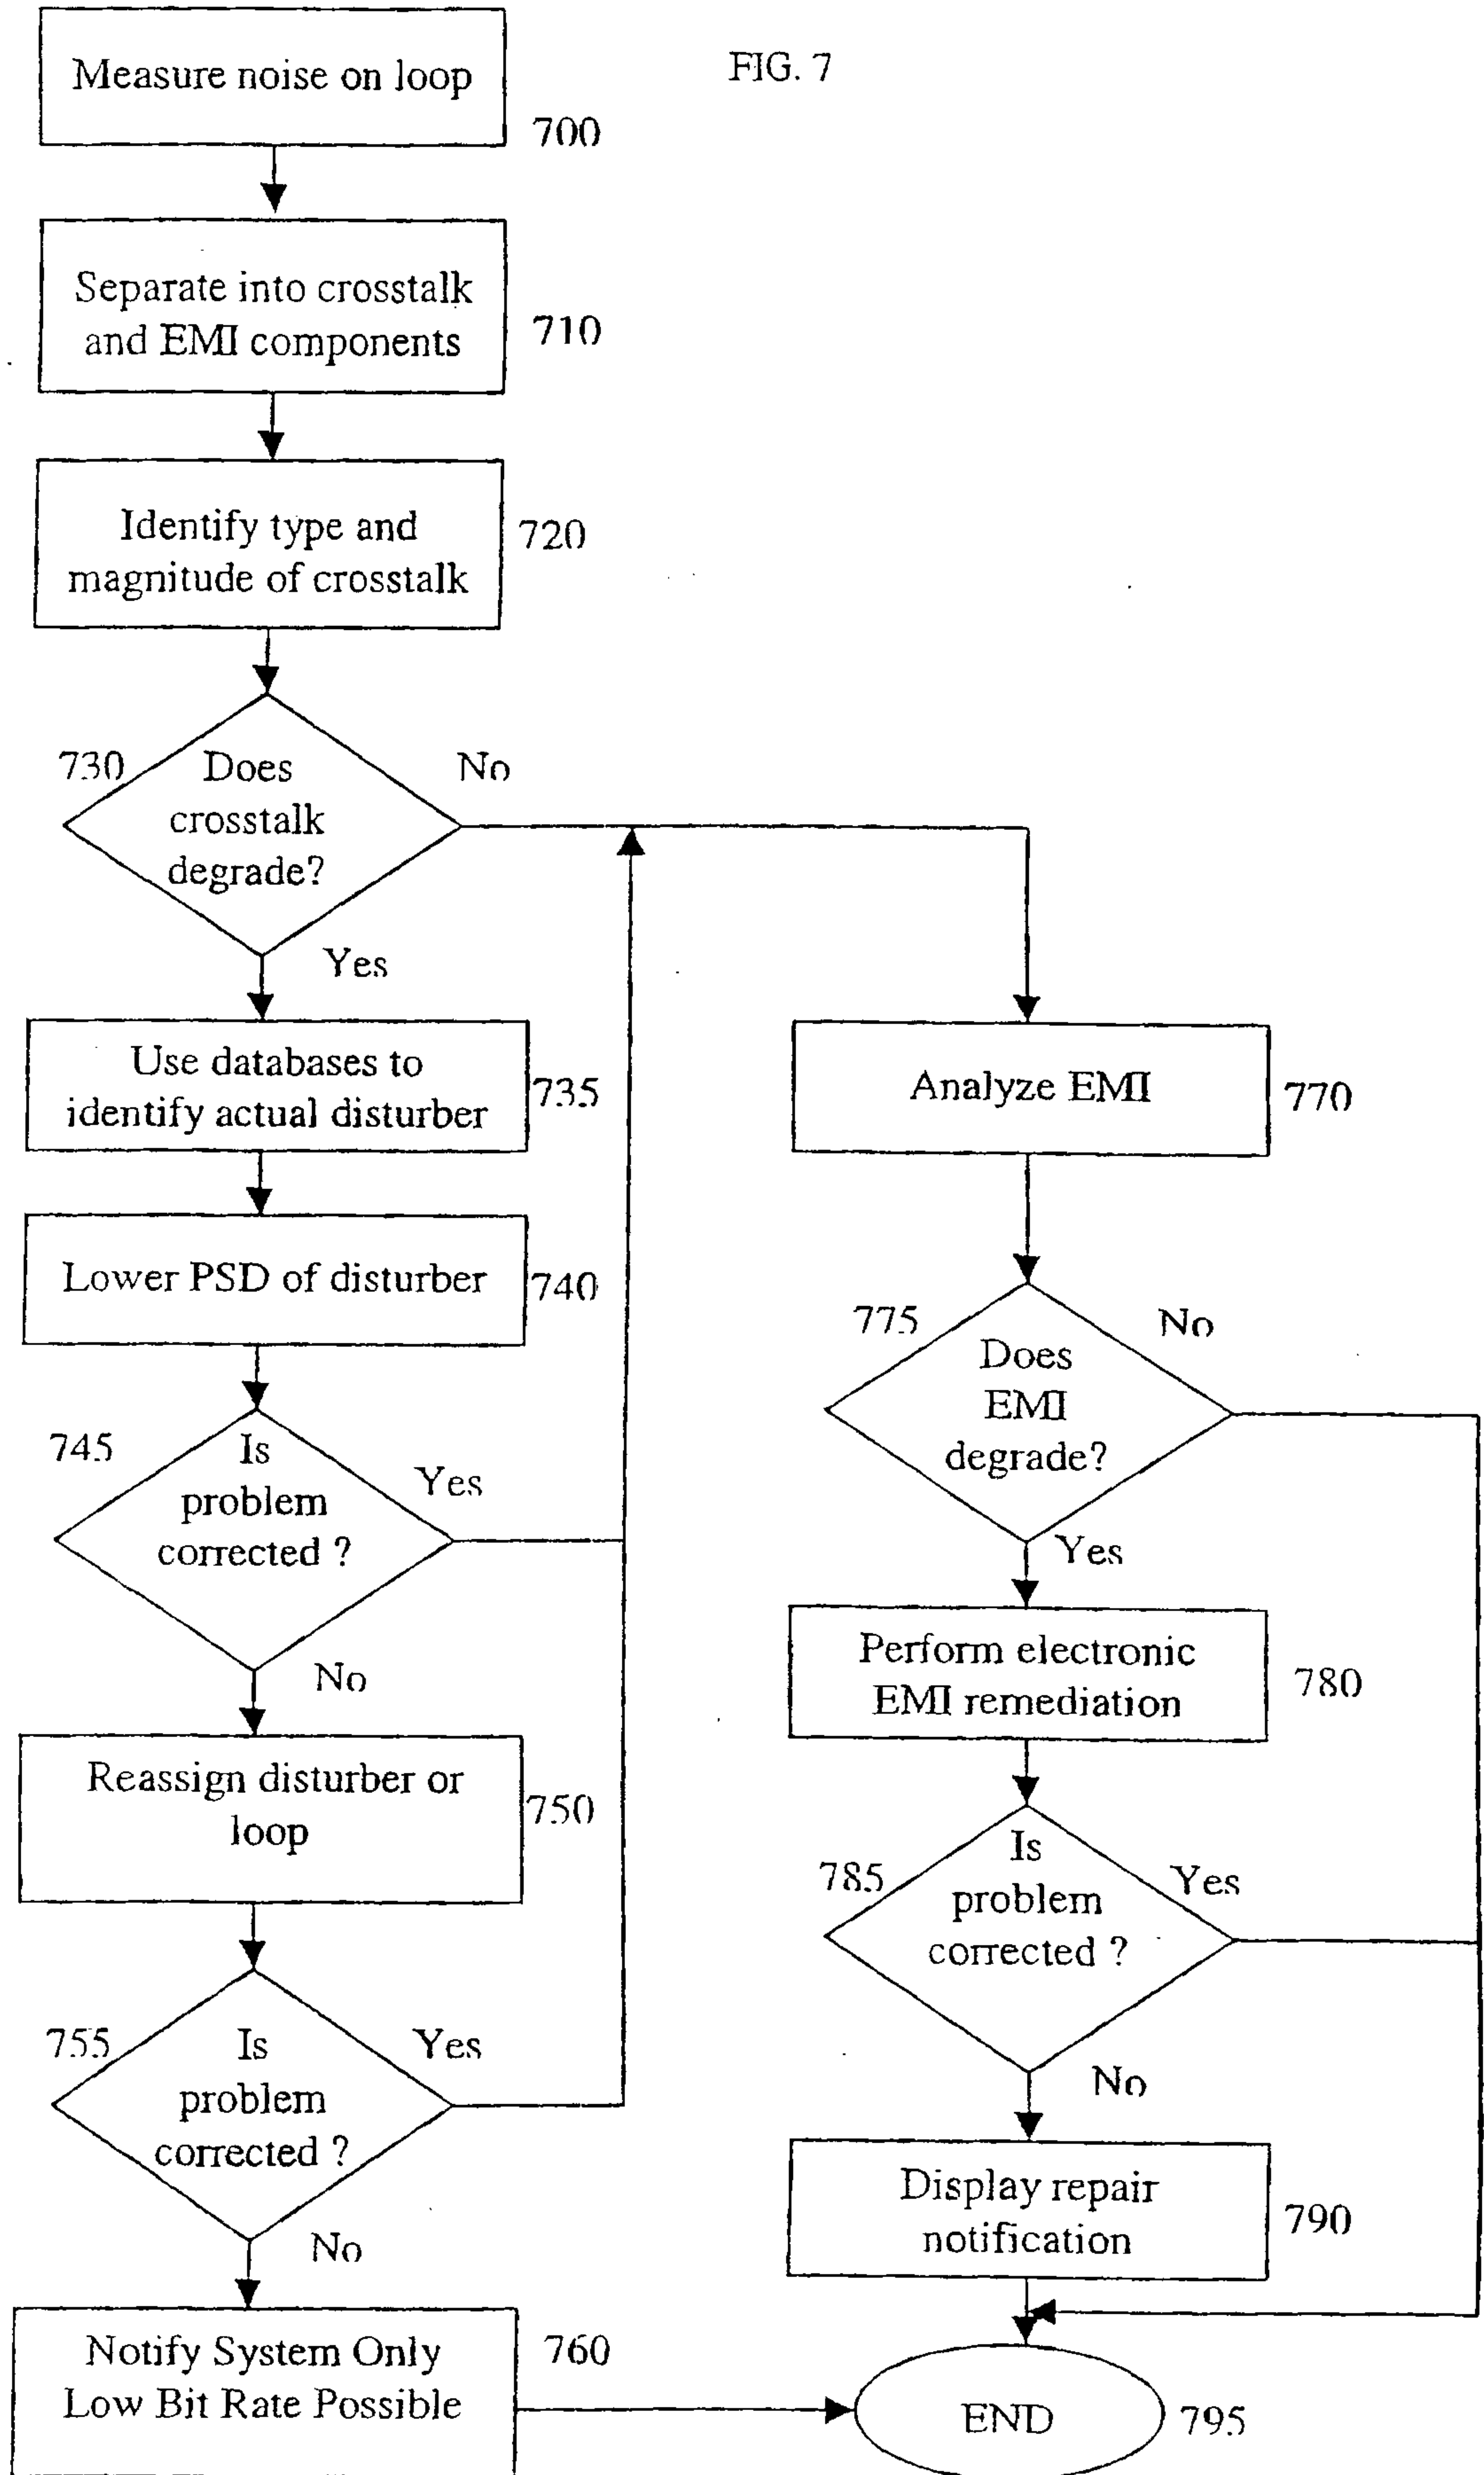 FIG. 7
Measure noise on loop
700
Separate into crosstalk
and EMI components
710
Identify type and
magnitude of crosstalk
720
730
Does
crosstalk
degrade?
No
Yes
Use databases to
identify actual disturber
735
Lower PSD of disturber
740
745
Is
problem
corrected ?
Yes
No
Reassign disturber or
loop
750
755
Is
problem
corrected ?
Yes
No
Notify System Only
Low Bit Rate Possible
760
Analyze EMI
770
775
Does
EMI
degrade?
No
Yes
Perform electronic
EMI remediation
780
785
Is
problem
corrected ?
Yes
No
Display repair
notification
790
END
795